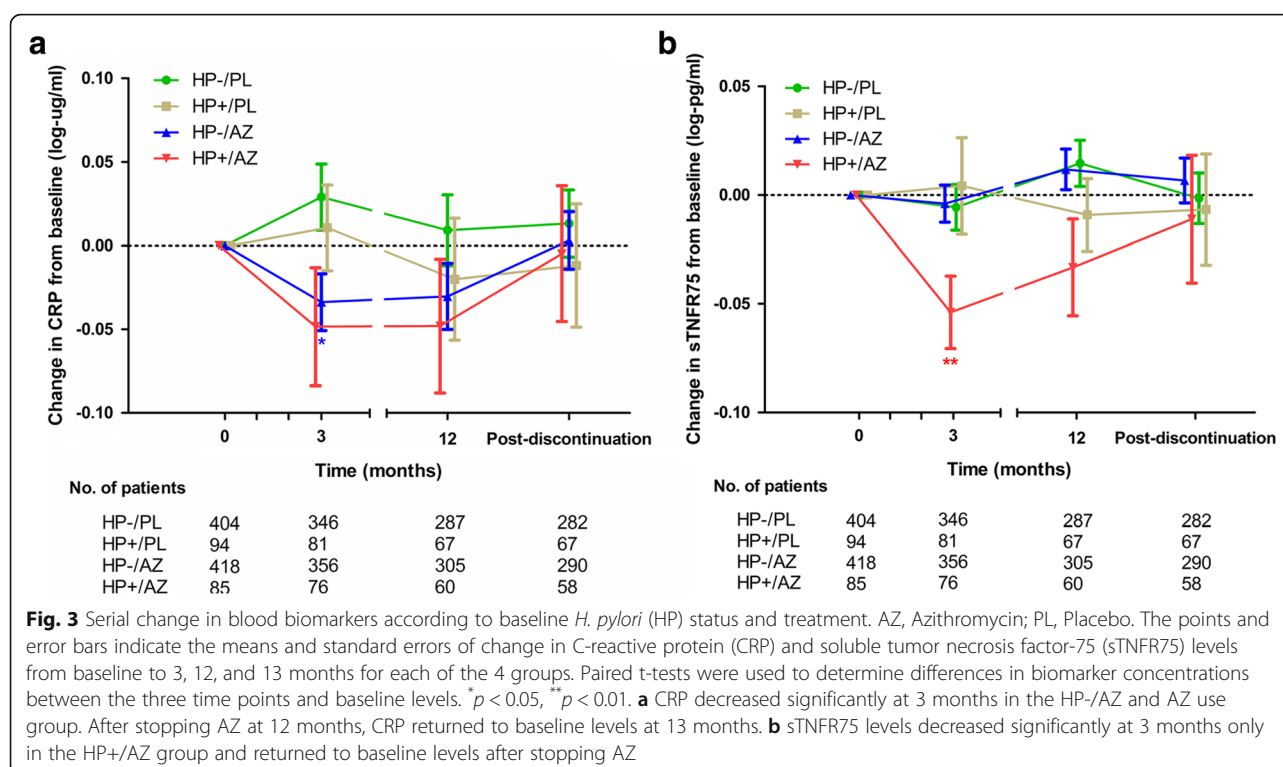 a
0.10
0.05
0.00
-0.05
-0.10
Change in CRP from baseline (log-ug/ml)
HP-/PL
HP+/PL
HP-/AZ
HP+/AZ
*
0 3 12 Post-discontinuation
Time (months)
No. of patients
HP-/PL 404 346 287 282
HP+/PL 94 81 67 67
HP-/AZ 418 356 305 290
HP+/AZ 85 76 60 58
b
0.05
0.00
-0.05
-0.10
Change in sTNFR75 from baseline (log-pg/ml)
HP-/PL
HP+/PL
HP-/AZ
HP+/AZ
**
0 3 12 Post-discontinuation
Time (months)
No. of patients
HP-/PL 404 346 287 282
HP+/PL 94 81 67 67
HP-/AZ 418 356 305 290
HP+/AZ 85 76 60 58
Fig. 3 Serial change in blood biomarkers according to baseline H. pylori (HP) status and treatment. AZ, Azithromycin; PL, Placebo. The points and
error bars indicate the means and standard errors of change in C-reactive protein (CRP) and soluble tumor necrosis factor-75 (sTNFR75) levels
from baseline to 3, 12, and 13 months for each of the 4 groups. Paired t-tests were used to determine differences in biomarker concentrations
between the three time points and baseline levels. *p < 0.05, **p < 0.01. a CRP decreased significantly at 3 months in the HP-/AZ and AZ use
group. After stopping AZ at 12 months, CRP returned to baseline levels at 13 months. b sTNFR75 levels decreased significantly at 3 months only
in the HP+/AZ group and returned to baseline levels after stopping AZ